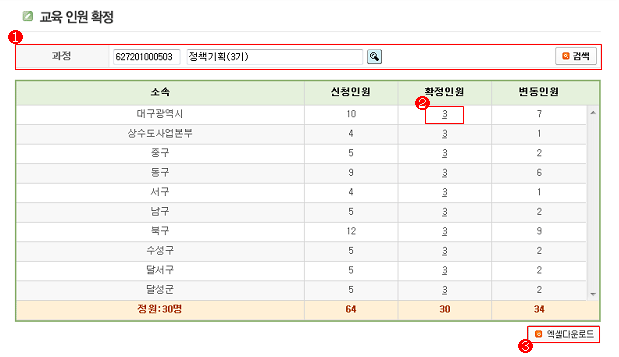 교육 인원 확정
1
과정 627201000503 정책기획(3기) 검색
소속 신청인원 확정인원 변동인원
2
대구광역시 10 3 7
상수도사업본부 4 3 1
중구 5 3 2
동구 9 3 6
서구 4 3 1
남구 5 3 2
북구 12 3 9
수성구 5 3 2
달서구 5 3 2
달성군 5 3 2
정원:30명 64 30 34
엑셀다운로드
3